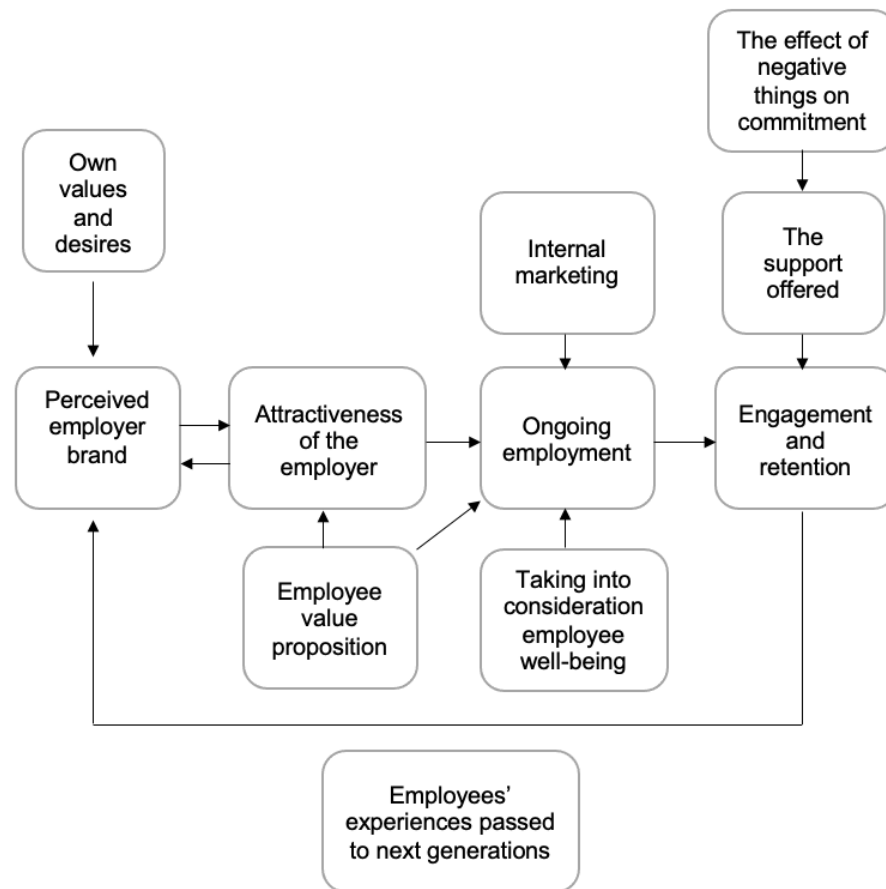 The effect of
negative
things on
commitment
Own
values
and
desires
Internal
marketing
The
support
offered
Perceived
employer
brand
Attractiveness
of the
employer
Ongoing
employment
Engagement
and
retention
Employee
value
proposition
Taking into
consideration
employee
well-being
Employees’
experiences passed
to next generations